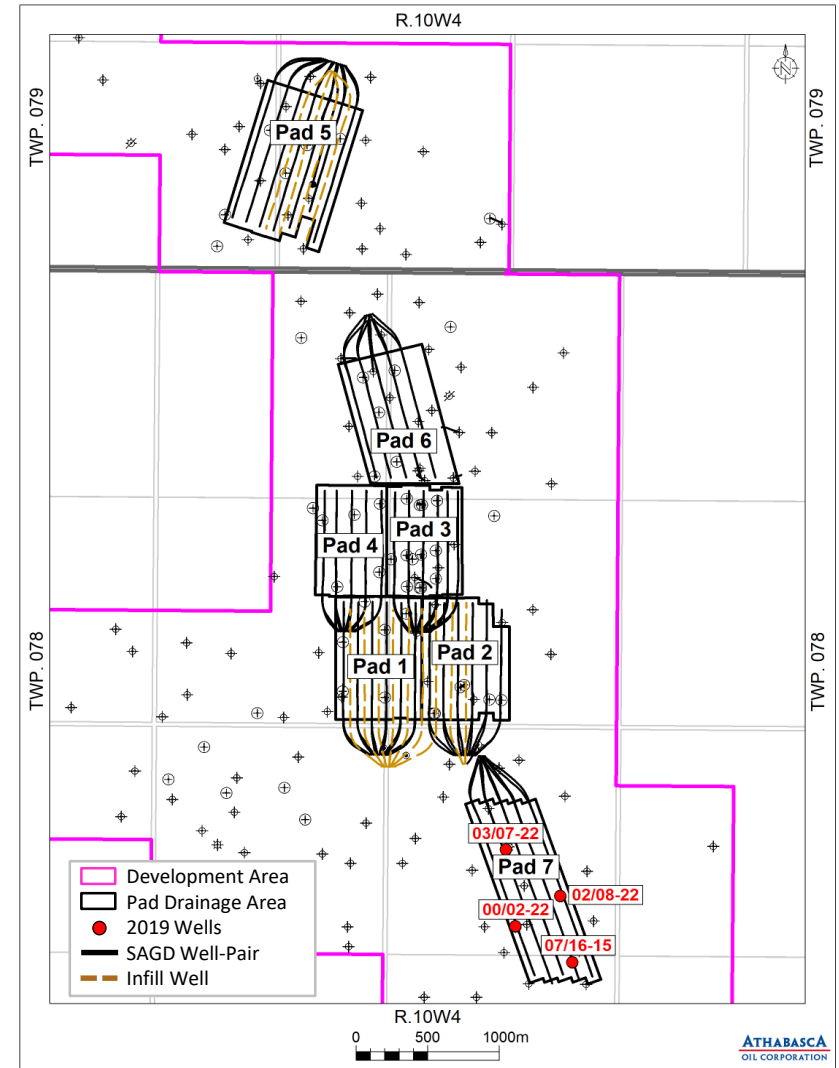 R.10W4
N
TWP. 079
TWP. 079
Pad 5
Pad 6
Pad 3
Pad 4
Pad 1
Pad 2
TWP. 078
TWP. 078
03/07-22
Pad 7
02/08-22
00/02-22
07/16-15
Development Area
Pad Drainage Area
2019 Wells
SAGD Well-Pair
Infill Well
R.10W4
0 500 1000m
ATHABASCA
OIL CORPORATION